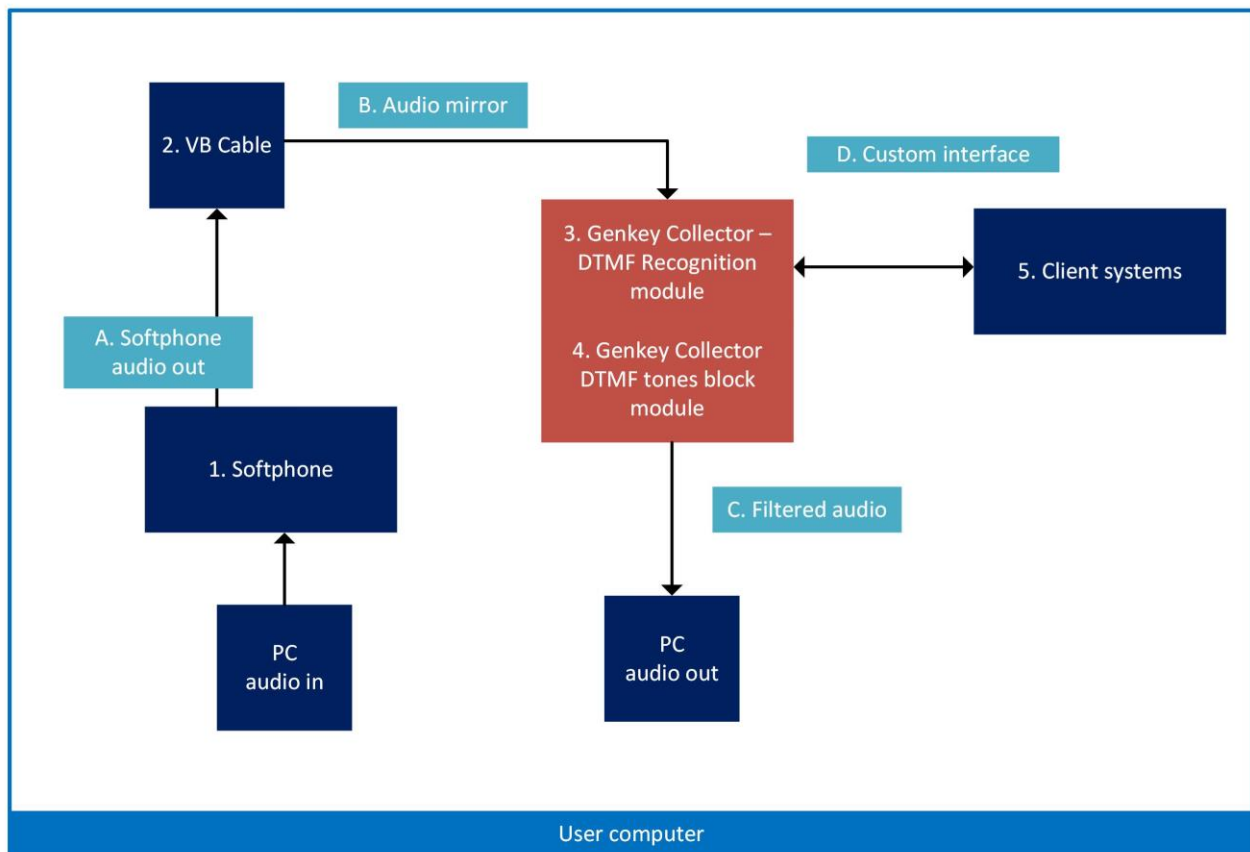 B. Audio mirror
2. VB Cable
D. Custom interface
3. Genkey Collector –
DTMF Recognition
module
4. Genkey Collector
DTMF tones block
module
5. Client systems
A. Softphone
audio out
1. Softphone
C. Filtered audio
PC
audio in
PC
audio out
User computer